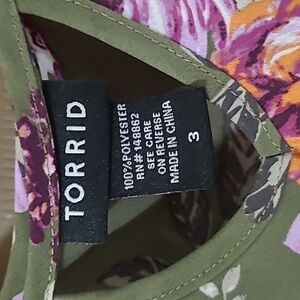 TORRID
100% POLYESTER
RN# 148862
SEE CARE
ON REVERSE
MADE IN CHINA
3